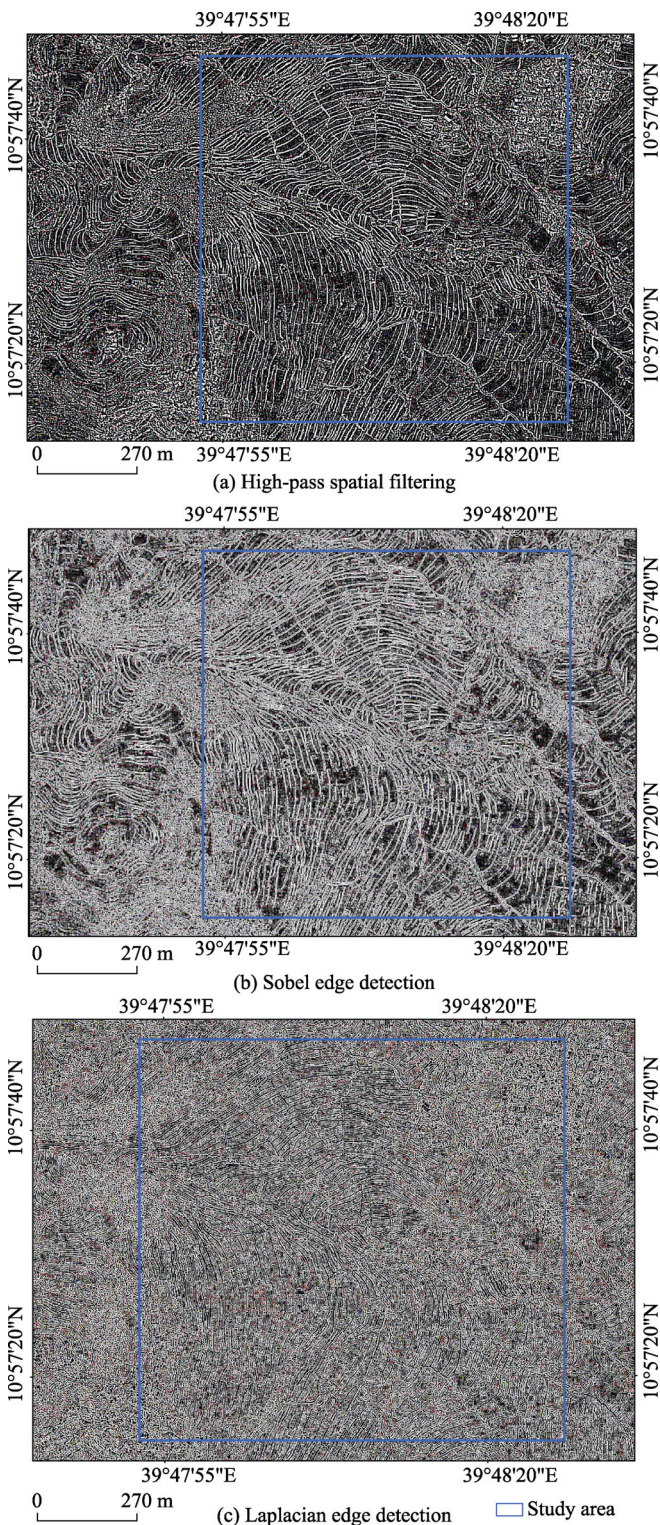 39°47'55"E 39°48'20"E
10°57'40"N 10°57'40"N
10°57'20"N 10°57'20"N
39°47'55"E 39°48'20"E
0 270 m
(a) High-pass spatial filtering
39°47'55"E 39°48'20"E
10°57'40"N 10°57'40"N
10°57'20"N 10°57'20"N
39°47'55"E 39°48'20"E
0 270 m
(b) Sobel edge detection
39°47'55"E 39°48'20"E
10°57'40"N 10°57'40"N
10°57'20"N 10°57'20"N
39°47'55"E 39°48'20"E
0 270 m
(c) Laplacian edge detection Study area